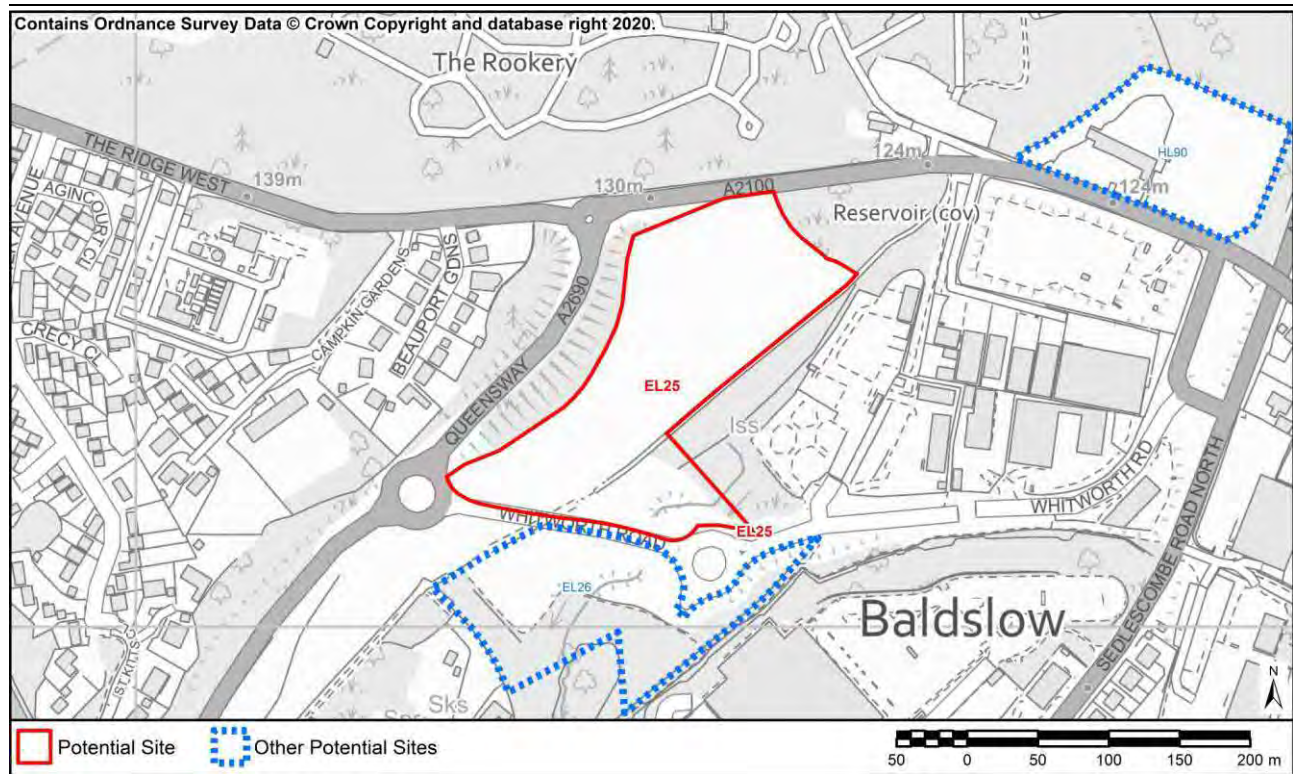 Contains Ordnance Survey Data © Crown Copyright and database right 2020.
The Rookery
THE RIDGE WEST
139m
130m
A2100
124m
124m
HL90
Reservoir (cov)
AGINCOURT CL
AVENUE
CAMPKIN GARDENS
BEAUPORT GDNS
A2690
QUEENSWAY
CRECY CL
EL25
Iss
WHITWORTH RD
EL25
WHITWORTH ROAD
EL26
SEDLESCOMBE ROAD NORTH
Baldslow
Sks
N
Potential Site
Other Potential Sites
50 0 50 100 150 200 m